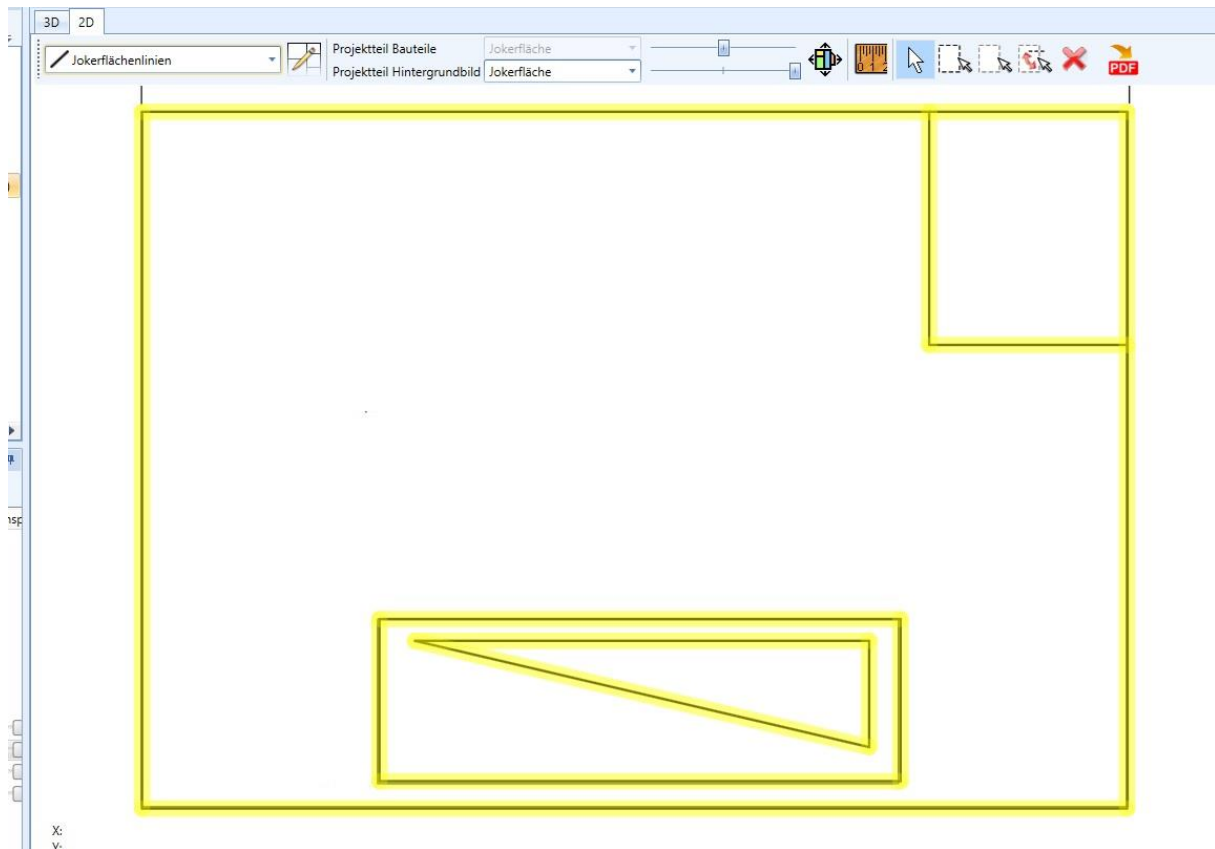 3D 2D
Jokerflächenlinien
Projektteil Bauteile Jokerfläche
Projektteil Hintergrundbild Jokerfläche
PDF
X:
Y: